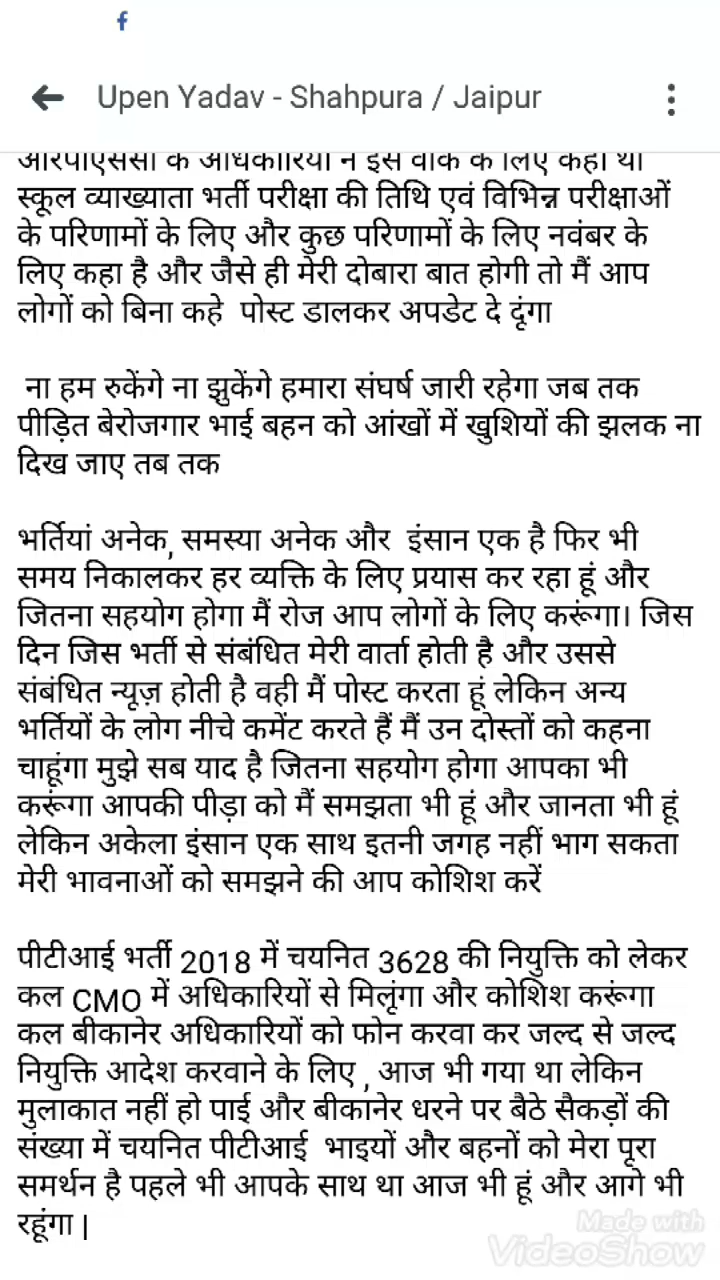 f
Upen Yadav - Shahpura / Jaipur
आरपीएससी के अधिकारियों ने इस वीक के लिए कहा था
स्कूल व्याख्याता भर्ती परीक्षा की तिथि एवं विभिन्न परीक्षाओं
के परिणामों के लिए और कुछ परिणामों के लिए नवंबर के
लिए कहा है और जैसे ही मेरी दोबारा बात होगी तो मैं आप
लोगों को बिना कहे पोस्ट डालकर अपडेट दे दूंगा
ना हम रुकेंगे ना झुकेंगे हमारा संघर्ष जारी रहेगा जब तक
पीड़ित बेरोजगार भाई बहन को आंखों में खुशियों की झलक ना
दिख जाए तब तक
भर्तियां अनेक, समस्या अनेक और इंसान एक है फिर भी
समय निकालकर हर व्यक्ति के लिए प्रयास कर रहा हूं और
जितना सहयोग होगा मैं रोज आप लोगों के लिए करूंगा। जिस
दिन जिस भर्ती से संबंधित मेरी वार्ता होती है और उससे
संबंधित न्यूज़ होती है वही मैं पोस्ट करता हूं लेकिन अन्य
भर्तियों के लोग नीचे कमेंट करते हैं मैं उन दोस्तों को कहना
चाहूंगा मुझे सब याद है जितना सहयोग होगा आपका भी
करूंगा आपकी पीड़ा को मैं समझता भी हूं और जानता भी हूं
लेकिन अकेला इंसान एक साथ इतनी जगह नहीं भाग सकता
मेरी भावनाओं को समझने की आप कोशिश करें
पीटीआई भर्ती 2018 में चयनित 3628 की नियुक्ति को लेकर
कल CMO में अधिकारियों से मिलूंगा और कोशिश करूंगा
कल बीकानेर अधिकारियों को फोन करवा कर जल्द से जल्द
नियुक्ति आदेश करवाने के लिए , आज भी गया था लेकिन
मुलाकात नहीं हो पाई और बीकानेर धरने पर बैठे सैकड़ों की
संख्या में चयनित पीटीआई भाइयों और बहनों को मेरा पूरा
समर्थन है पहले भी आपके साथ था आज भी हूं और आगे भी
रहूंगा |
Made with
VideoShow